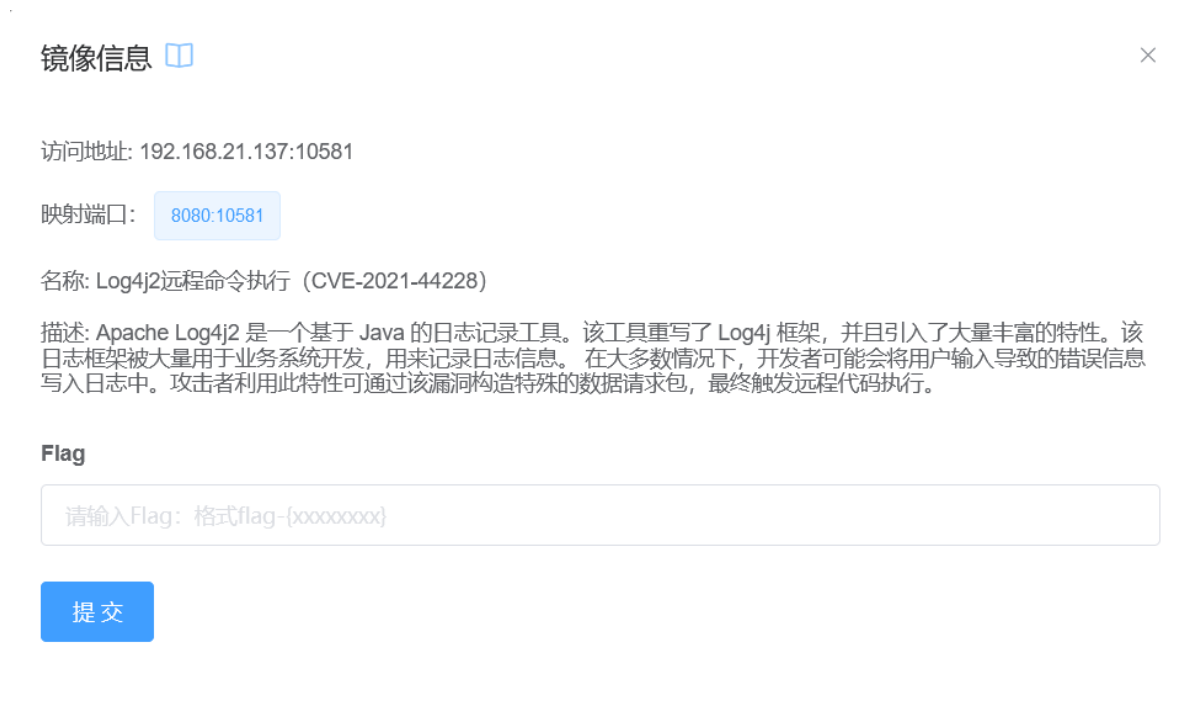 镜像信息
访问地址: 192.168.21.137:10581
映射端口： 8080:10581
名称: Log4j2远程命令执行（CVE-2021-44228）
描述: Apache Log4j2 是一个基于 Java 的日志记录工具。该工具重写了 Log4j 框架，并且引入了大量丰富的特性。该
日志框架被大量用于业务系统开发，用来记录日志信息。 在大多数情况下，开发者可能会将用户输入导致的错误信息
写入日志中。攻击者利用此特性可通过该漏洞构造特殊的数据请求包，最终触发远程代码执行。
Flag
请输入Flag：格式flag-{xxxxxxxx}
提 交